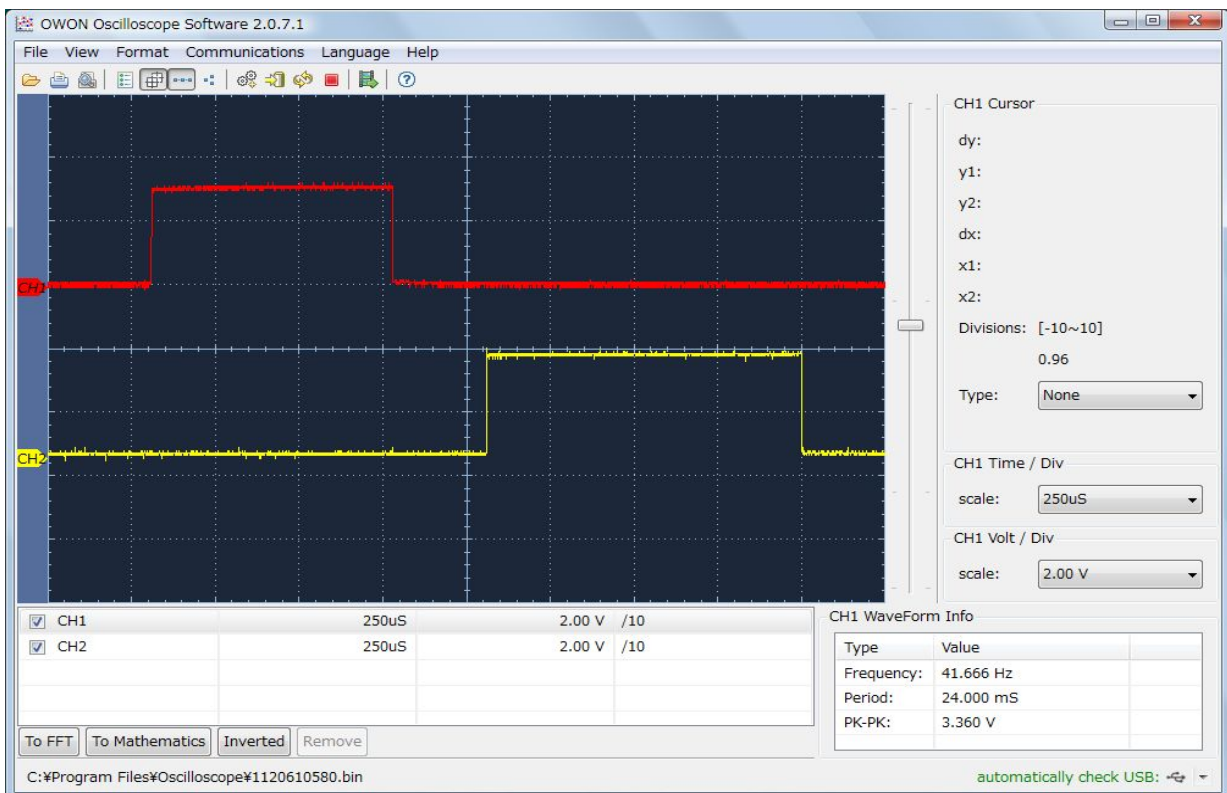 OWON Oscilloscope Software 2.0.7.1
File View Format Communications Language Help
CH1
CH2
CH1 Cursor
dy:
y1:
y2:
dx:
x1:
x2:
Divisions: [-10~10]
0.96
Type: None
CH1 Time / Div
scale: 250uS
CH1 Volt / Div
scale: 2.00 V
CH1 250uS 2.00 V /10
CH2 250uS 2.00 V /10
To FFT To Mathematics Inverted Remove
CH1 WaveForm Info
Type Value
Frequency: 41.666 Hz
Period: 24.000 mS
PK-PK: 3.360 V
C:¥Program Files¥Oscilloscope¥1120610580.bin
automatically check USB: